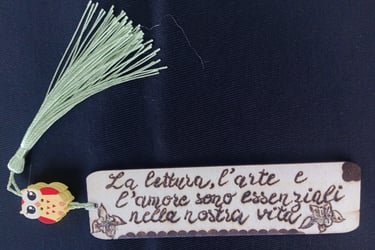 La lettura, l'arte e
l'amore sono essenziali
nella nostra vita